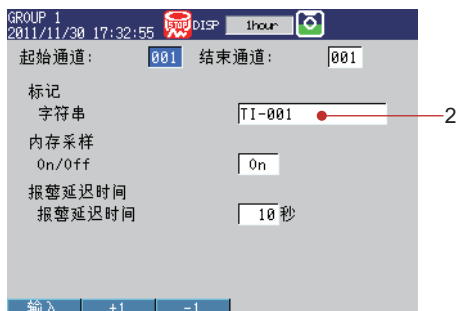 GROUP 1
2011/11/30 17:32:55 STOP DISP 1hour
起始通道: 001 结束通道: 001
标记
字符串 TI-001 2
内存采样
On/Off On
报警延迟时间
报警延迟时间 10 秒
输入 +1 -1